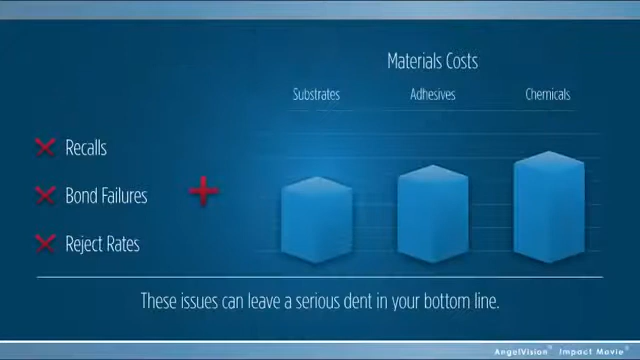 Materials Costs
Substrates Adhesives Chemicals
Recalls
Bond Failures
Reject Rates
These issues can leave a serious dent in your bottom line.
AngelVision® Impact Movie®